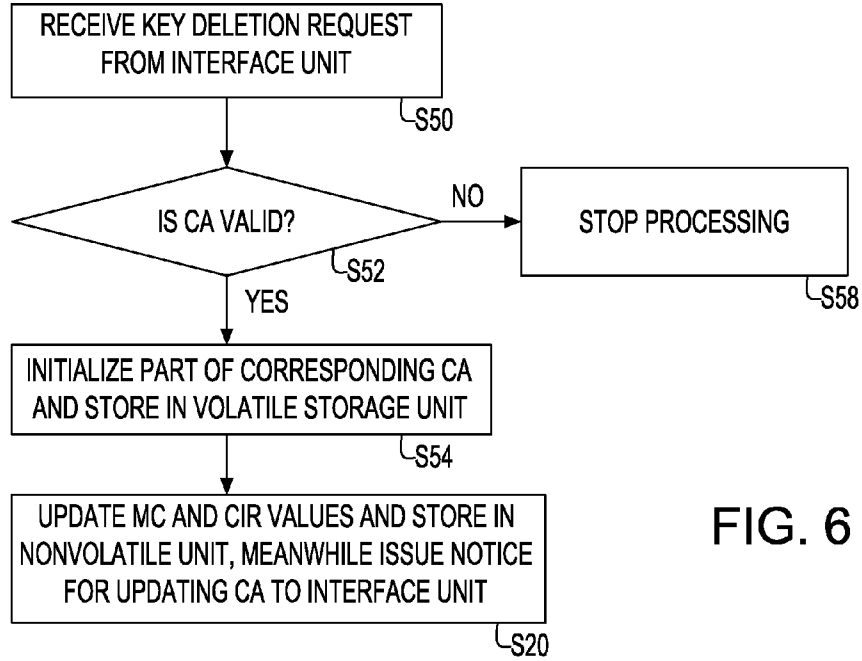 RECEIVE KEY DELETION REQUEST
FROM INTERFACE UNIT
S50
IS CA VALID?
NO
STOP PROCESSING
S52
S58
YES
INITIALIZE PART OF CORRESPONDING CA
AND STORE IN VOLATILE STORAGE UNIT
S54
UPDATE MC AND CIR VALUES AND STORE IN
NONVOLATILE UNIT, MEANWHILE ISSUE NOTICE
FOR UPDATING CA TO INTERFACE UNIT
S20
FIG. 6